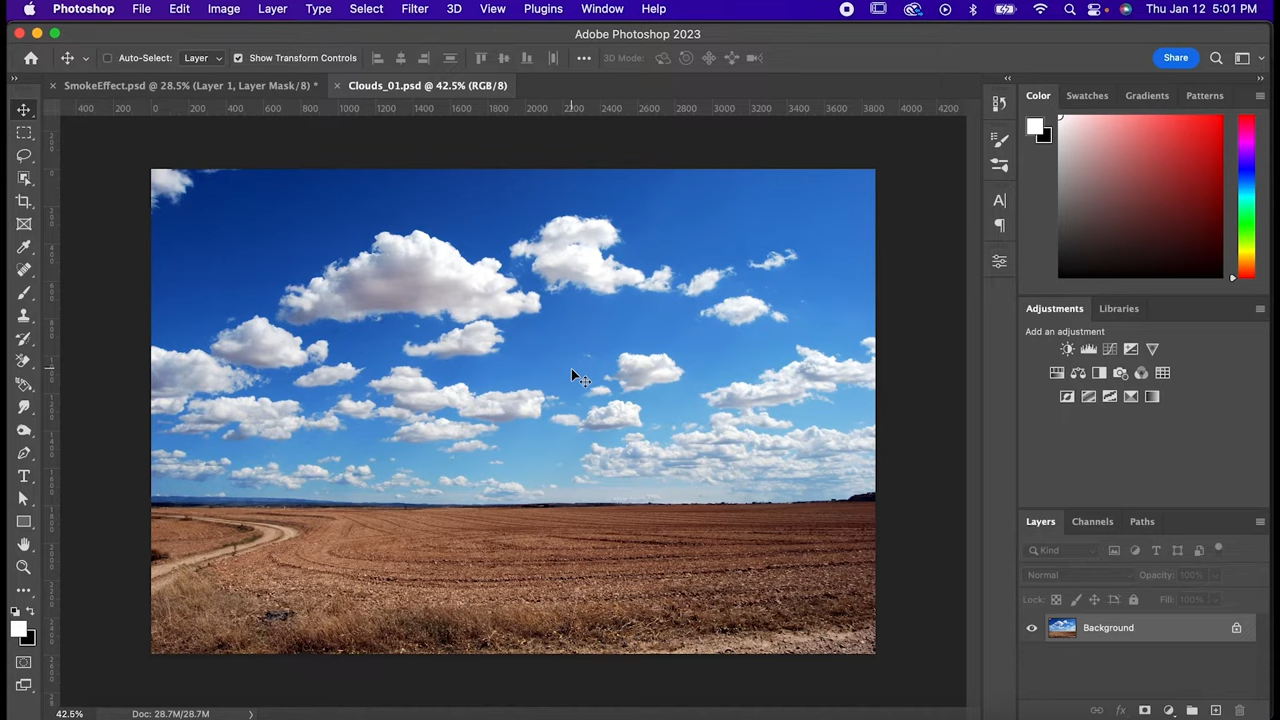 Photoshop File Edit Image Layer Type Select Filter 3D View Plugins Window Help Thu Jan 12 5:01 PM
Adobe Photoshop 2023
Auto-Select: Layer Show Transform Controls 3D Mode: Share
SmokeEffect.psd @ 28.5% (Layer 1, Layer Mask/8) * Clouds_01.psd @ 42.5% (RGB/8)
400 200 0 200 400 600 800 1000 1200 1400 1600 1800 2000 2200 2400 2600 2800 3000 3200 3400 3600 3800 4000 4200
Color Swatches Gradients Patterns
Adjustments Libraries
Add an adjustment
Layers Channels Paths
Kind
Normal Opacity: 100%
Lock: Fill: 100%
Background
42.5% Doc: 28.7M/28.7M